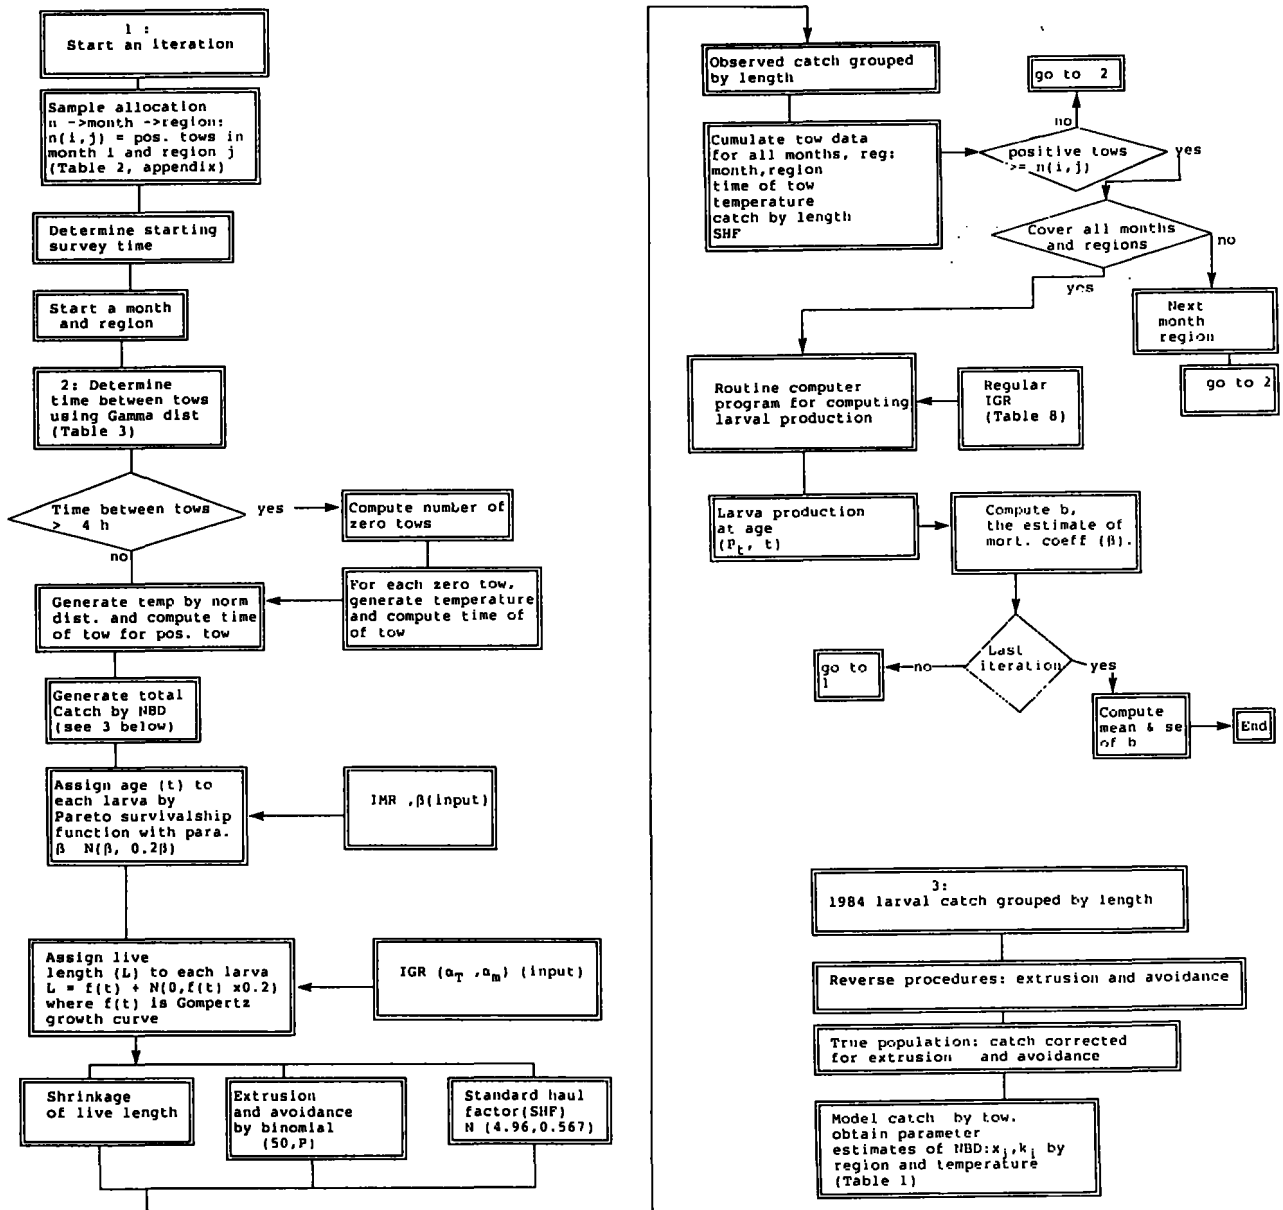 1 :
Start an iteration
Sample allocation
n ->month ->region:
n(i,j) = pos. tows in
month i and region j
(Table 2, appendix)
Determine starting
survey time
Start a month
and region
2: Determine
time between tows
using Gamma dist
(Table 3)
Time between tows
> 4 h
yes
no
Compute number of
zero tows
For each zero tow,
generate temperature
and compute time of
of tow
Generate temp by norm
dist. and compute time
of tow for pos. tow
Generate total
Catch by NBD
(see 3 below)
Assign age (t) to
each larva by
Pareto survivalship
function with para.
β N(β, 0.2β)
IMR ,β(input)
Assign live
length (L) to each larva
L = f(t) + N(0,f(t) x0.2)
where f(t) is Gompertz
growth curve
IGR (α_T ,α_m) (input)
Shrinkage
of live length
Extrusion
and avoidance
by binomial
(50,P)
Standard haul
factor(SHF)
N (4.96,0.567)
Observed catch grouped
by length
Cumulate tow data
for all months, reg:
month,region
time of tow
temperature
catch by length
SHF
go to 2
no
positive tows
>= n(i,j)
yes
Cover all months
and regions
no
yes
Next
month
region
go to 2
Routine computer
program for computing
larval production
Regular
IGR
(Table 8)
Larva production
at age
(P_t, t)
Compute b,
the estimate of
mort. coeff (β).
Last
iteration
no
go to
1
yes
Compute
mean & se
of b
End
3:
1984 larval catch grouped by length
Reverse procedures: extrusion and avoidance
True population: catch corrected
for extrusion and avoidance
Model catch by tow.
obtain parameter
estimates of NBD:x_j,k_j by
region and temperature
(Table 1)